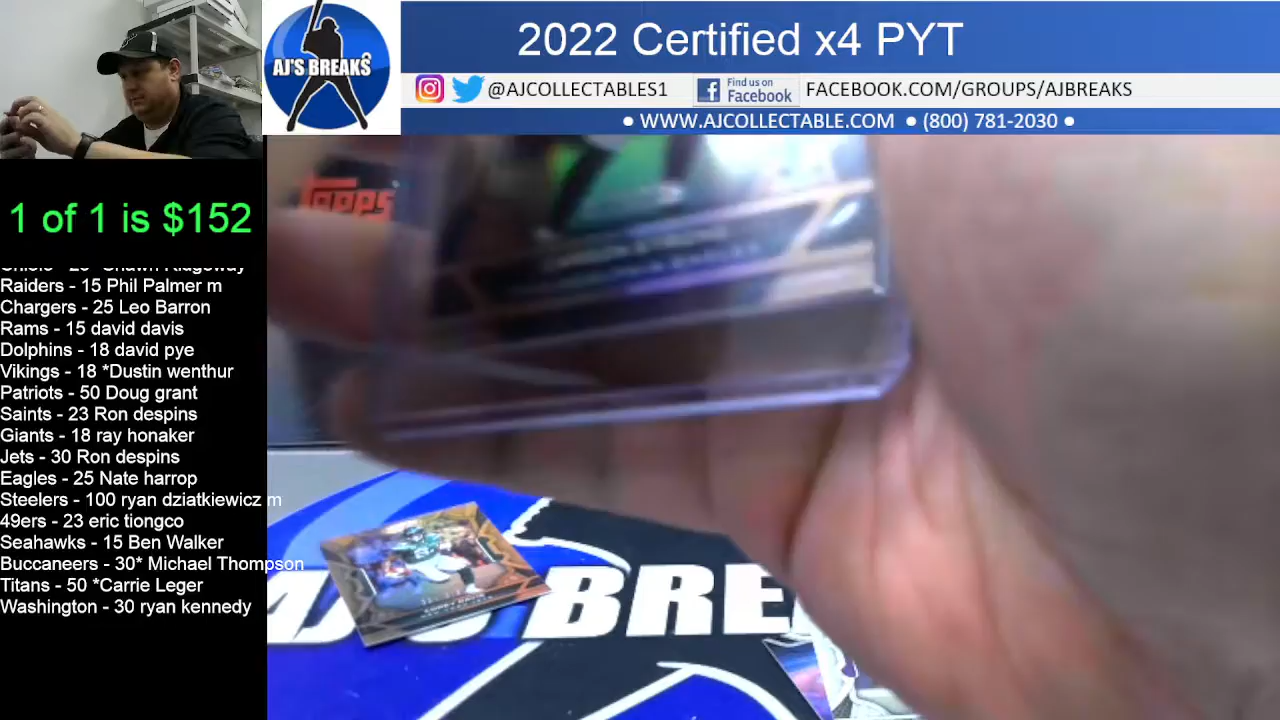 AJ'S BREAKS
2022 Certified x4 PYT
@AJCOLLECTABLES1
Find us on
Facebook
FACEBOOK.COM/GROUPS/AJBREAKS
● WWW.AJCOLLECTABLE.COM ● (800) 781-2030 ●
1 of 1 is $152
Raiders - 15 Phil Palmer m
Chargers - 25 Leo Barron
Rams - 15 david davis
Dolphins - 18 david pye
Vikings - 18 *Dustin wenthur
Patriots - 50 Doug grant
Saints - 23 Ron despins
Giants - 18 ray honaker
Jets - 30 Ron despins
Eagles - 25 Nate harrop
Steelers - 100 ryan dziatkiewicz m
49ers - 23 eric tiongco
Seahawks - 15 Ben Walker
Buccaneers - 30* Michael Thompson
Titans - 50 *Carrie Leger
Washington - 30 ryan kennedy
Topps